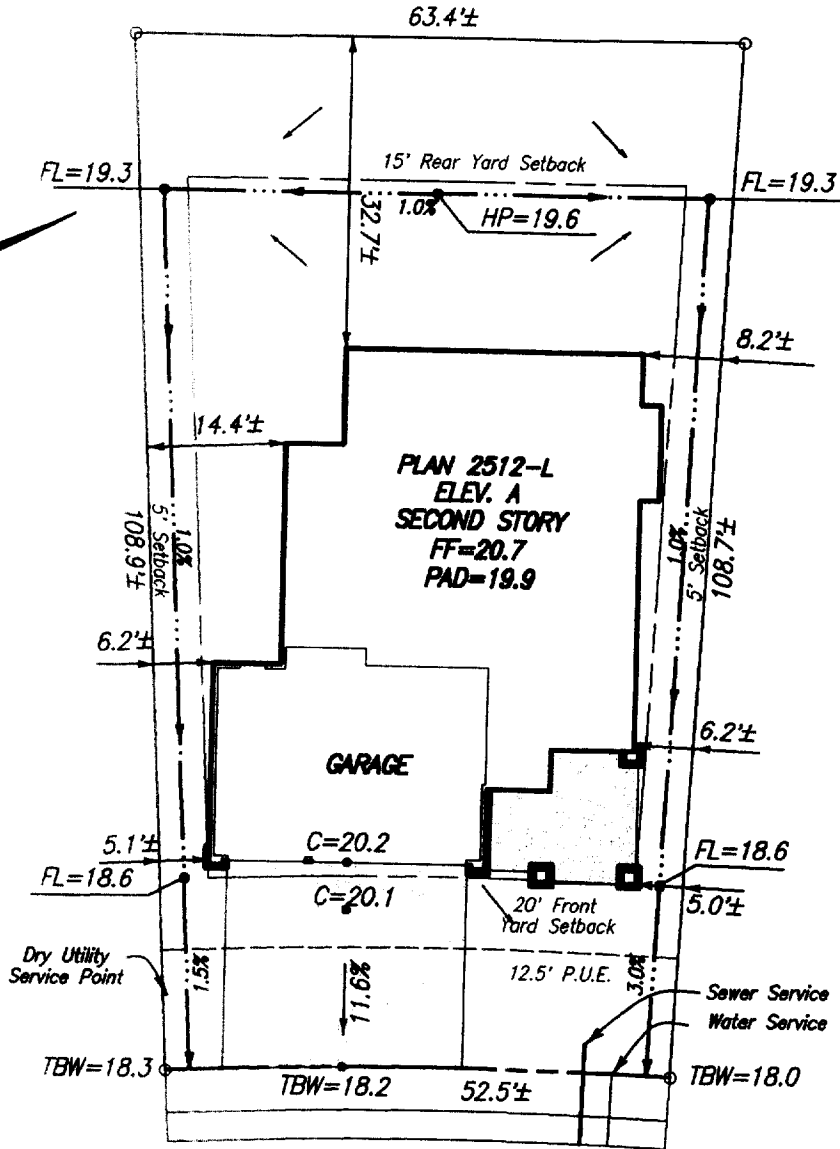 63.4'±
FL=19.3
15' Rear Yard Setback
FL=19.3
1.0%
HP=19.6
32.7'±
8.2'±
14.4'±
PLAN 2512-L
ELEV. A
SECOND STORY
FF=20.7
PAD=19.9
108.9'±
5' Setback
1.0%
1.0%
5' Setback
108.7'±
6.2'±
6.2'±
GARAGE
5.1'±
C=20.2
FL=18.6
FL=18.6
C=20.1
5.0'±
20' Front
Yard Setback
Dry Utility
Service Point
1.5%
11.6%
12.5' P.U.E.
3.0%
Sewer Service
Water Service
TBW=18.3
TBW=18.2
52.5'±
TBW=18.0